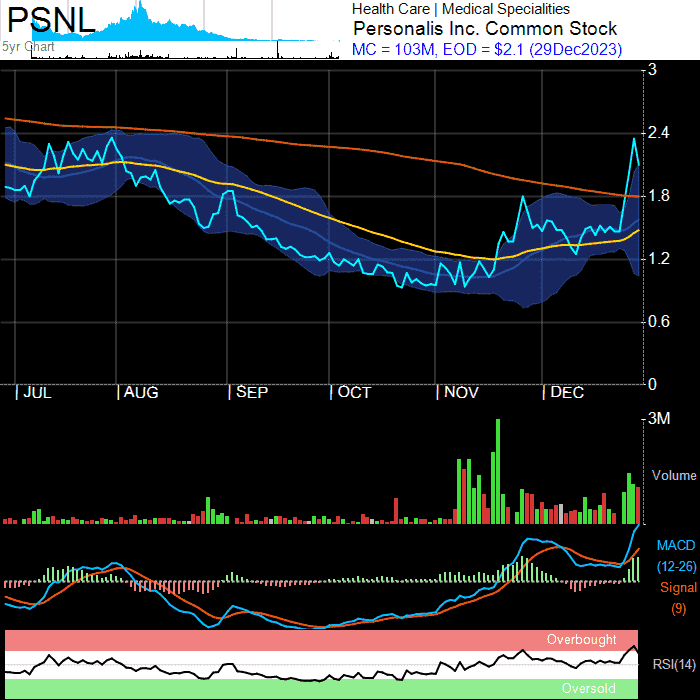 PSNL
5yr Chart
Health Care | Medical Specialities
Personalis Inc. Common Stock
MC = 103M, EOD = $2.1 (29Dec2023)
3
2.4
1.8
1.2
0.6
0
JUL AUG SEP OCT NOV DEC
3M
Volume
MACD
(12-26)
Signal
(9)
Overbought
RSI(14)
Oversold